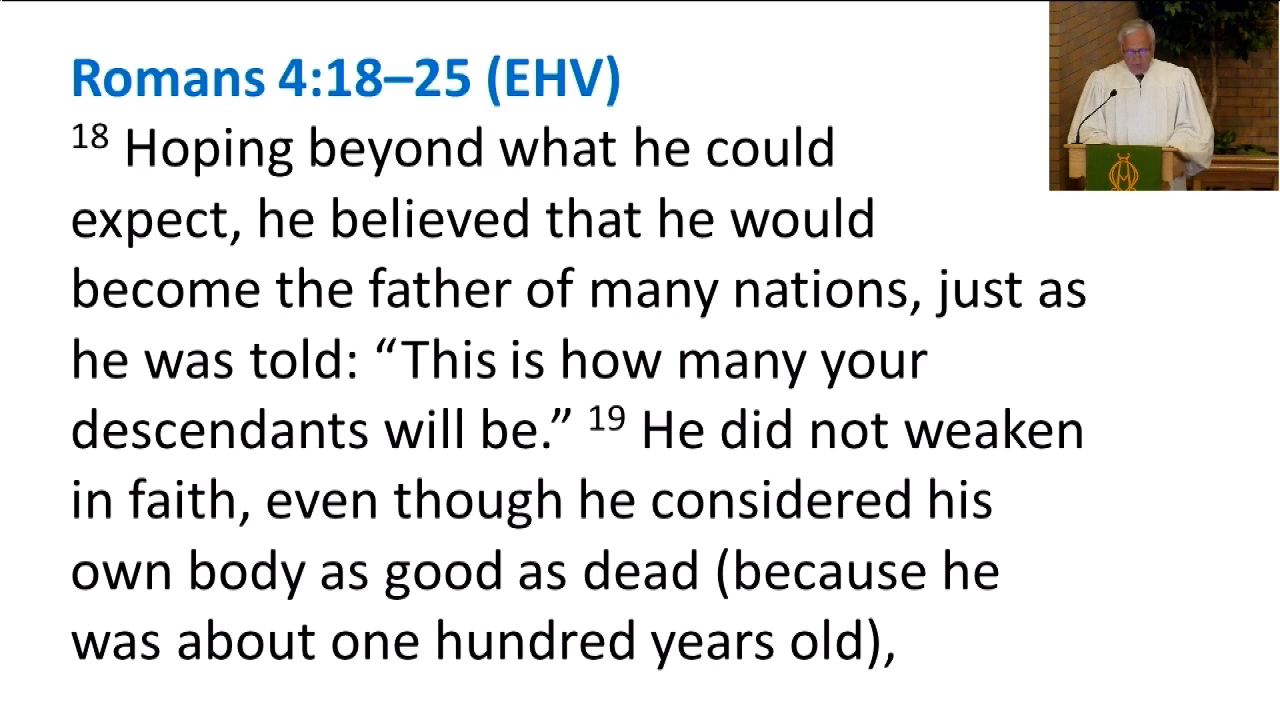 Romans 4:18–25 (EHV)
18 Hoping beyond what he could
expect, he believed that he would
become the father of many nations, just as
he was told: “This is how many your
descendants will be.” 19 He did not weaken
in faith, even though he considered his
own body as good as dead (because he
was about one hundred years old),